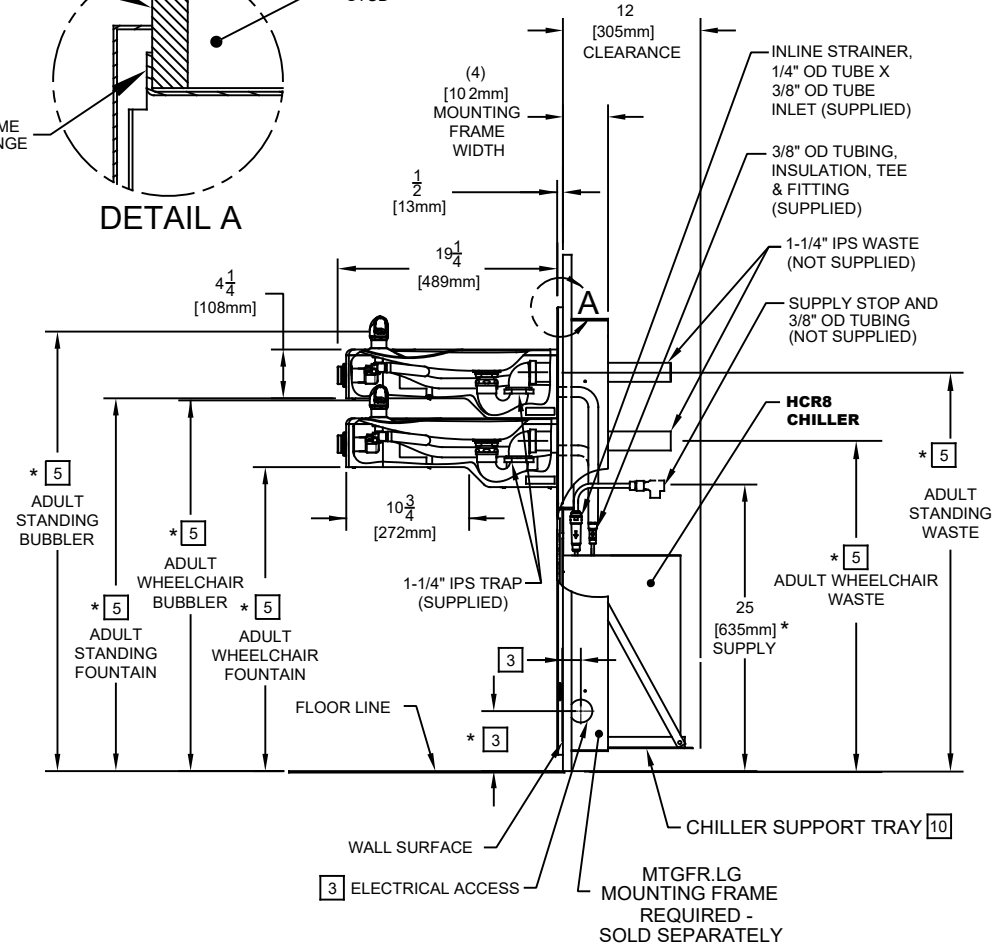 12
[305mm]
CLEARANCE
(4)
[102mm]
MOUNTING
FRAME
WIDTH
1/2
[13mm]
INLINE STRAINER,
1/4" OD TUBE X
3/8" OD TUBE
INLET (SUPPLIED)
3/8" OD TUBING,
INSULATION, TEE
& FITTING
(SUPPLIED)
DETAIL A
19 1/4
[489mm]
4 1/4
[108mm]
A
1-1/4" IPS WASTE
(NOT SUPPLIED)
SUPPLY STOP AND
3/8" OD TUBING
(NOT SUPPLIED)
HCR8
CHILLER
* 5
ADULT
STANDING
BUBBLER
* 5
ADULT
STANDING
FOUNTAIN
* 5
ADULT
WHEELCHAIR
BUBBLER
* 5
ADULT
WHEELCHAIR
FOUNTAIN
10 3/4
[272mm]
1-1/4" IPS TRAP
(SUPPLIED)
* 5
ADULT
STANDING
WASTE
* 5
ADULT WHEELCHAIR
WASTE
25
[635mm] *
SUPPLY
3
* 3
FLOOR LINE
WALL SURFACE
3 ELECTRICAL ACCESS
CHILLER SUPPORT TRAY 10
MTGFR.LG
MOUNTING FRAME
REQUIRED -
SOLD SEPARATELY